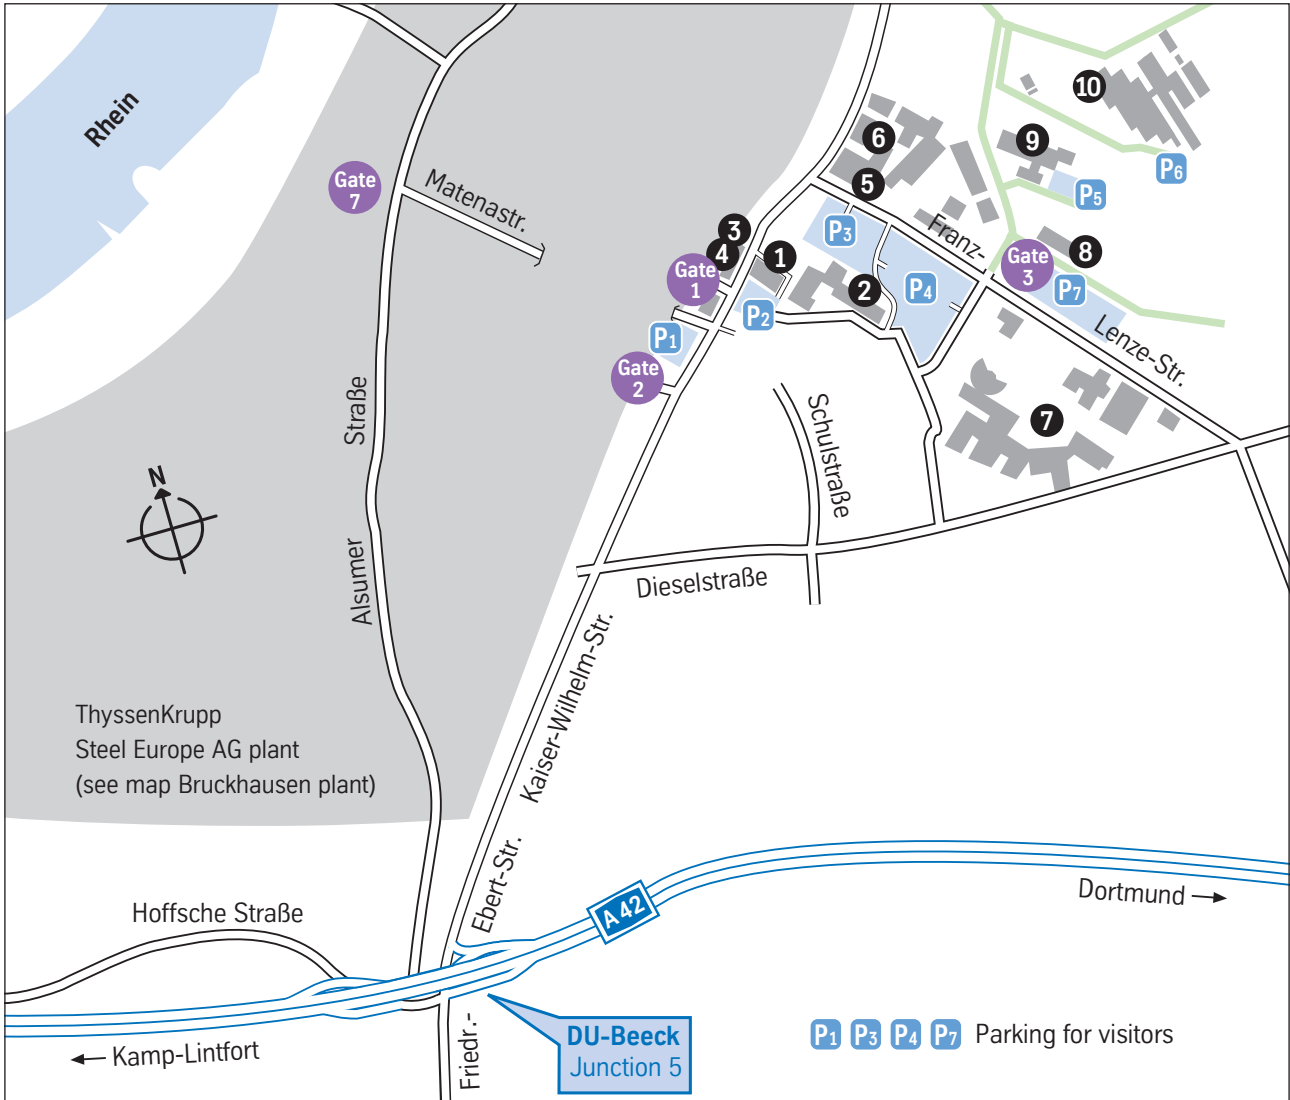 Rhein
10
6
9
P6
Gate
7
Matenastr.
5
P5
3
P3
Franz-
4
1
Gate
3
8
Gate
1
2
P4
P7
P2
P1
Lenze-Str.
Gate
2
Straße
Schulstraße
7
N
Alsumer
Dieselstraße
Kaiser-Wilhelm-Str.
ThyssenKrupp
Steel Europe AG plant
(see map Bruckhausen plant)
Ebert-Str.
A 42
Dortmund
Hoffsche Straße
Friedr.-
DU-Beeck
Junction 5
Kamp-Lintfort
P1 P3 P4 P7 Parking for visitors